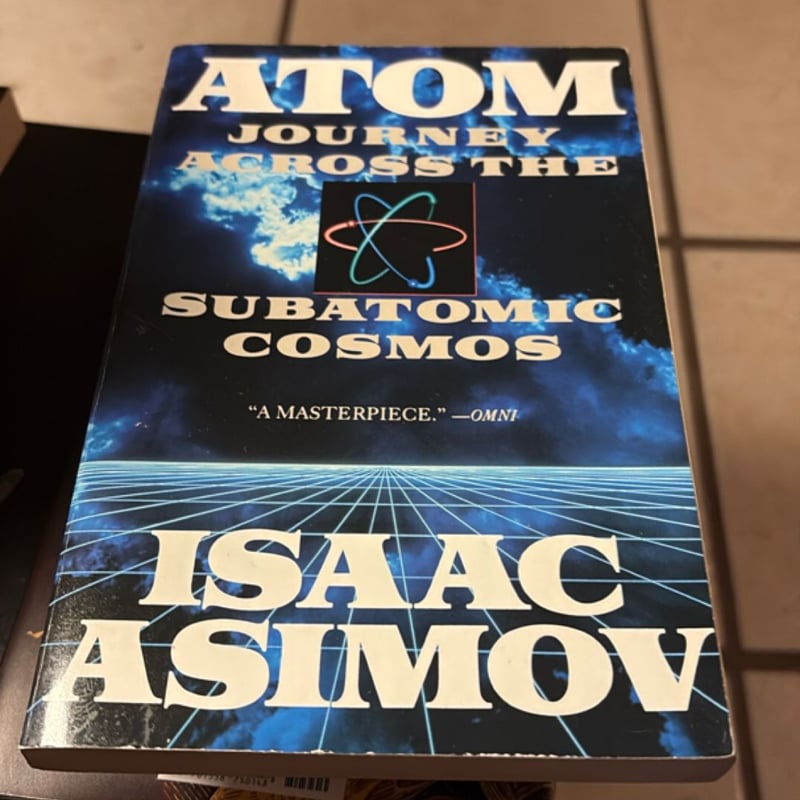 ATOM
JOURNEY
ACROSS THE
SUBATOMIC
COSMOS
“A MASTERPIECE.” —OMNI
ISAAC
ASIMOV